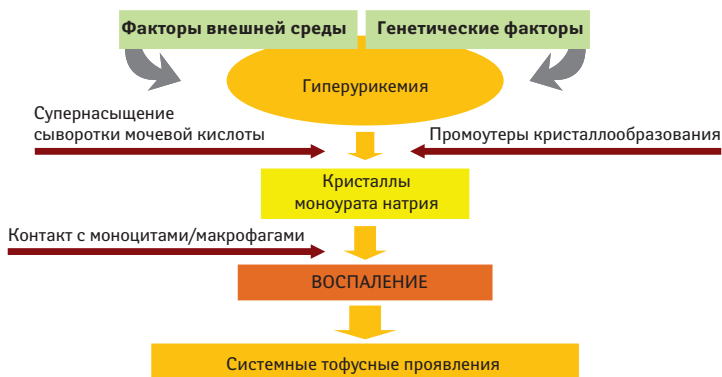 Факторы внешней среды
Генетические факторы
Гиперурикемия
Супернасыщение
сыворотки мочевой кислоты
Промоутеры кристаллообразования
Кристаллы
моноурата натрия
Контакт с моноцитами/макрофагами
ВОСПАЛЕНИЕ
Системные тофусные проявления